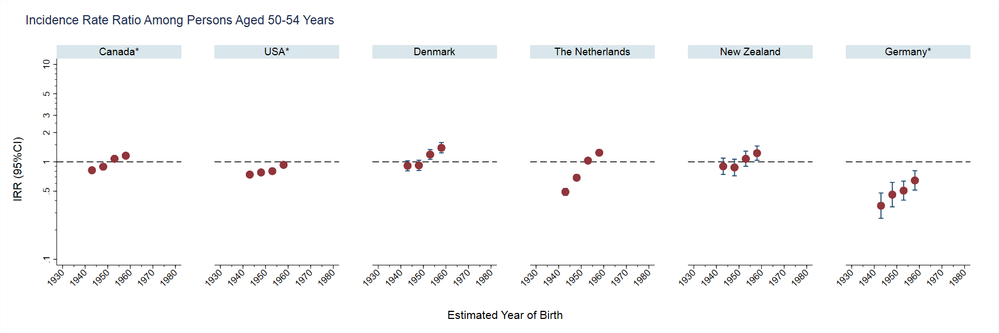 Incidence Rate Ratio Among Persons Aged 50-54 Years
Canada* USA* Denmark The Netherlands New Zealand Germany*
IRR (95%CI)
10
5
3
2
1
.5
.1
1930 1940 1950 1960 1970 1980 1930 1940 1950 1960 1970 1980 1930 1940 1950 1960 1970 1980 1930 1940 1950 1960 1970 1980 1930 1940 1950 1960 1970 1980 1930 1940 1950 1960 1970 1980
Estimated Year of Birth